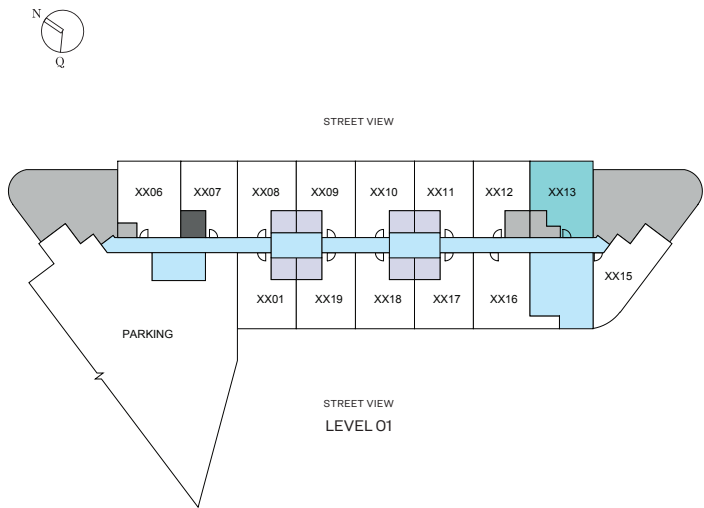 N
Q
STREET VIEW
XX06 XX07 XX08 XX09 XX10 XX11 XX12 XX13
XX15
XX01 XX19 XX18 XX17 XX16
PARKING
STREET VIEW
LEVEL 01